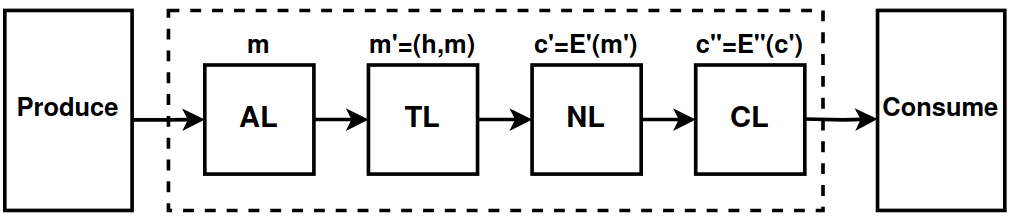 m
m'=(h,m)
c'=E'(m')
c''=E''(c')
Produce
AL
TL
NL
CL
Consume